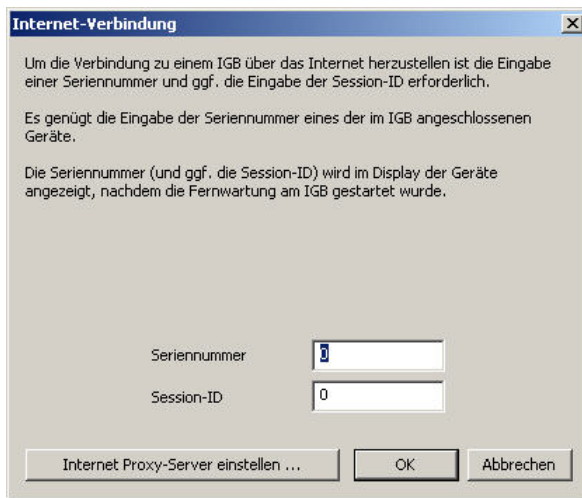 Internet-Verbindung
Um die Verbindung zu einem IGB über das Internet herzustellen ist die Eingabe
einer Seriennummer und ggf. die Eingabe der Session-ID erforderlich.
Es genügt die Eingabe der Seriennummer eines der im IGB angeschlossenen
Geräte.
Die Seriennummer (und ggf. die Session-ID) wird im Display der Geräte
angezeigt, nachdem die Fernwartung am IGB gestartet wurde.
Seriennummer 0
Session-ID 0
Internet Proxy-Server einstellen ... OK Abbrechen